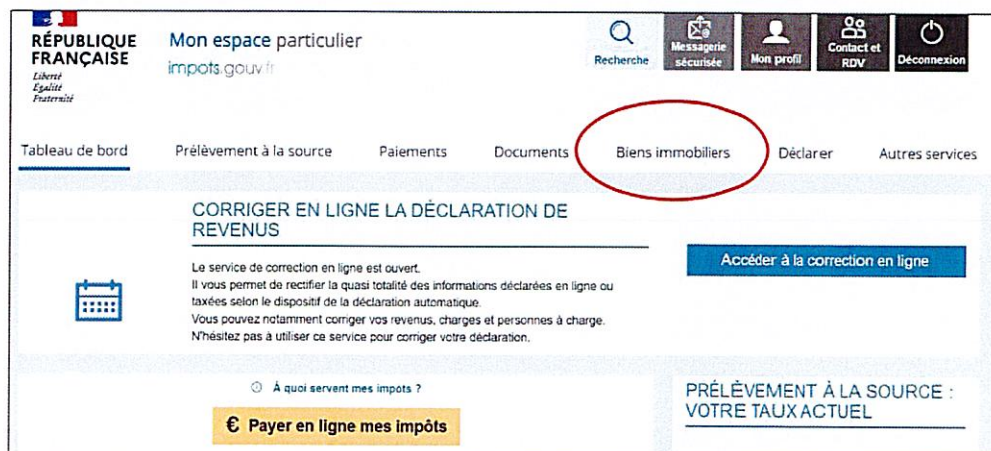 RÉPUBLIQUE
FRANÇAISE
Liberté
Égalité
Fraternité
Mon espace particulier
impots.gouv.fr
Recherche
Messagerie
sécurisée
Mon profil
Contact et
RDV
Déconnexion
Tableau de bord
Prélèvement à la source
Paiements
Documents
Biens immobiliers
Déclarer
Autres services
CORRIGER EN LIGNE LA DÉCLARATION DE
REVENUS
Le service de correction en ligne est ouvert.
Il vous permet de rectifier la quasi totalité des informations déclarées en ligne ou
taxées selon le dispositif de la déclaration automatique.
Vous pouvez notamment corriger vos revenus, charges et personnes à charge.
N'hésitez pas à utiliser ce service pour corriger votre déclaration.
Accéder à la correction en ligne
À quoi servent mes impots ?
€ Payer en ligne mes impôts
PRÉLÈVEMENT À LA SOURCE :
VOTRE TAUX ACTUEL